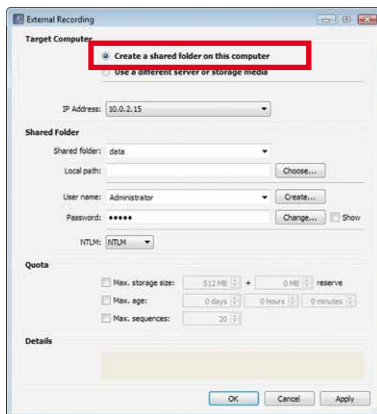 External Recording
Target Computer
Create a shared folder on this computer
Use a different server or storage media
IP Address: 10.0.2.15
Shared Folder
Shared folder: data
Local path: Choose...
User name: Administrator Create...
Password: ••••• Change... Show
NTLM: NTLM
Quota
Max. storage size: 512 MB + 0 MB reserve
Max. age: 0 days 0 hours 0 minutes
Max. sequences: 20
Details
OK Cancel Apply